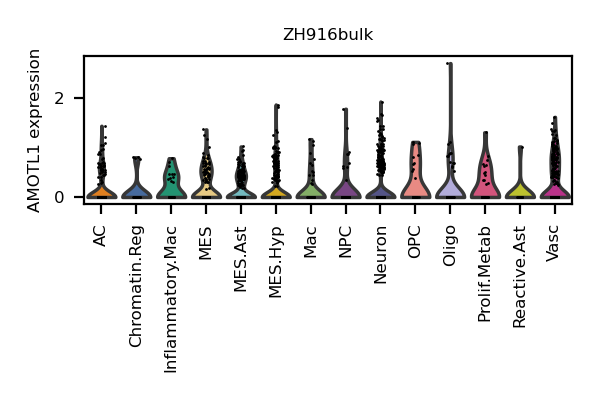 ZH916bulk
AMOTL1 expression
2
0
AC
Chromatin.Reg
Inflammatory.Mac
MES
MES.Ast
MES.Hyp
Mac
NPC
Neuron
OPC
Oligo
Prolif.Metab
Reactive.Ast
Vasc